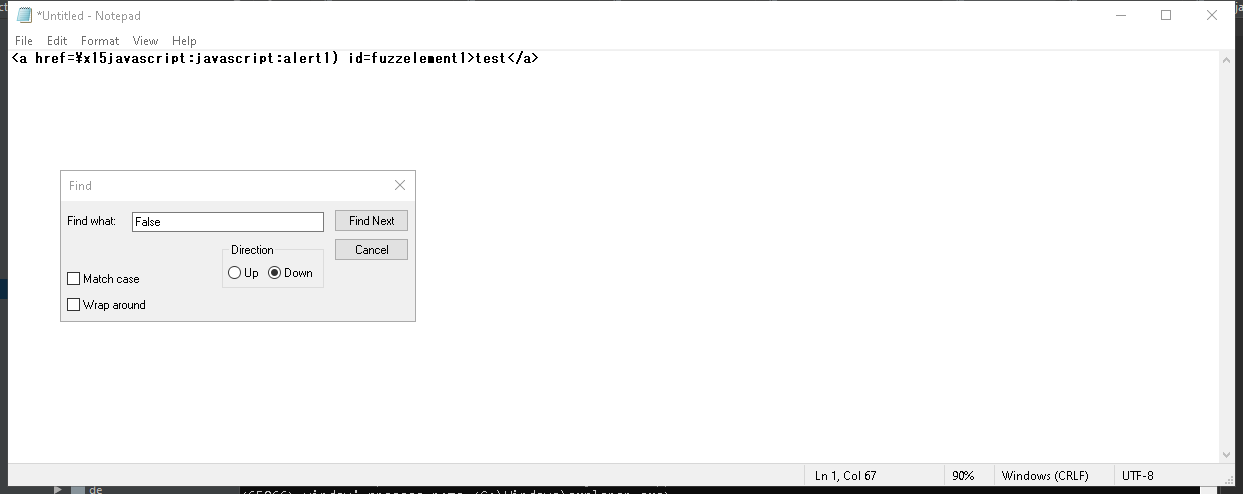 *Untitled - Notepad
File Edit Format View Help
<a href=¥x15javascript:javascript:alert1) id=fuzzelement1>test</a>
Find
Find what: False Find Next
Direction Cancel
Up Down
Match case
Wrap around
Ln 1, Col 67 90% Windows (CRLF) UTF-8
de